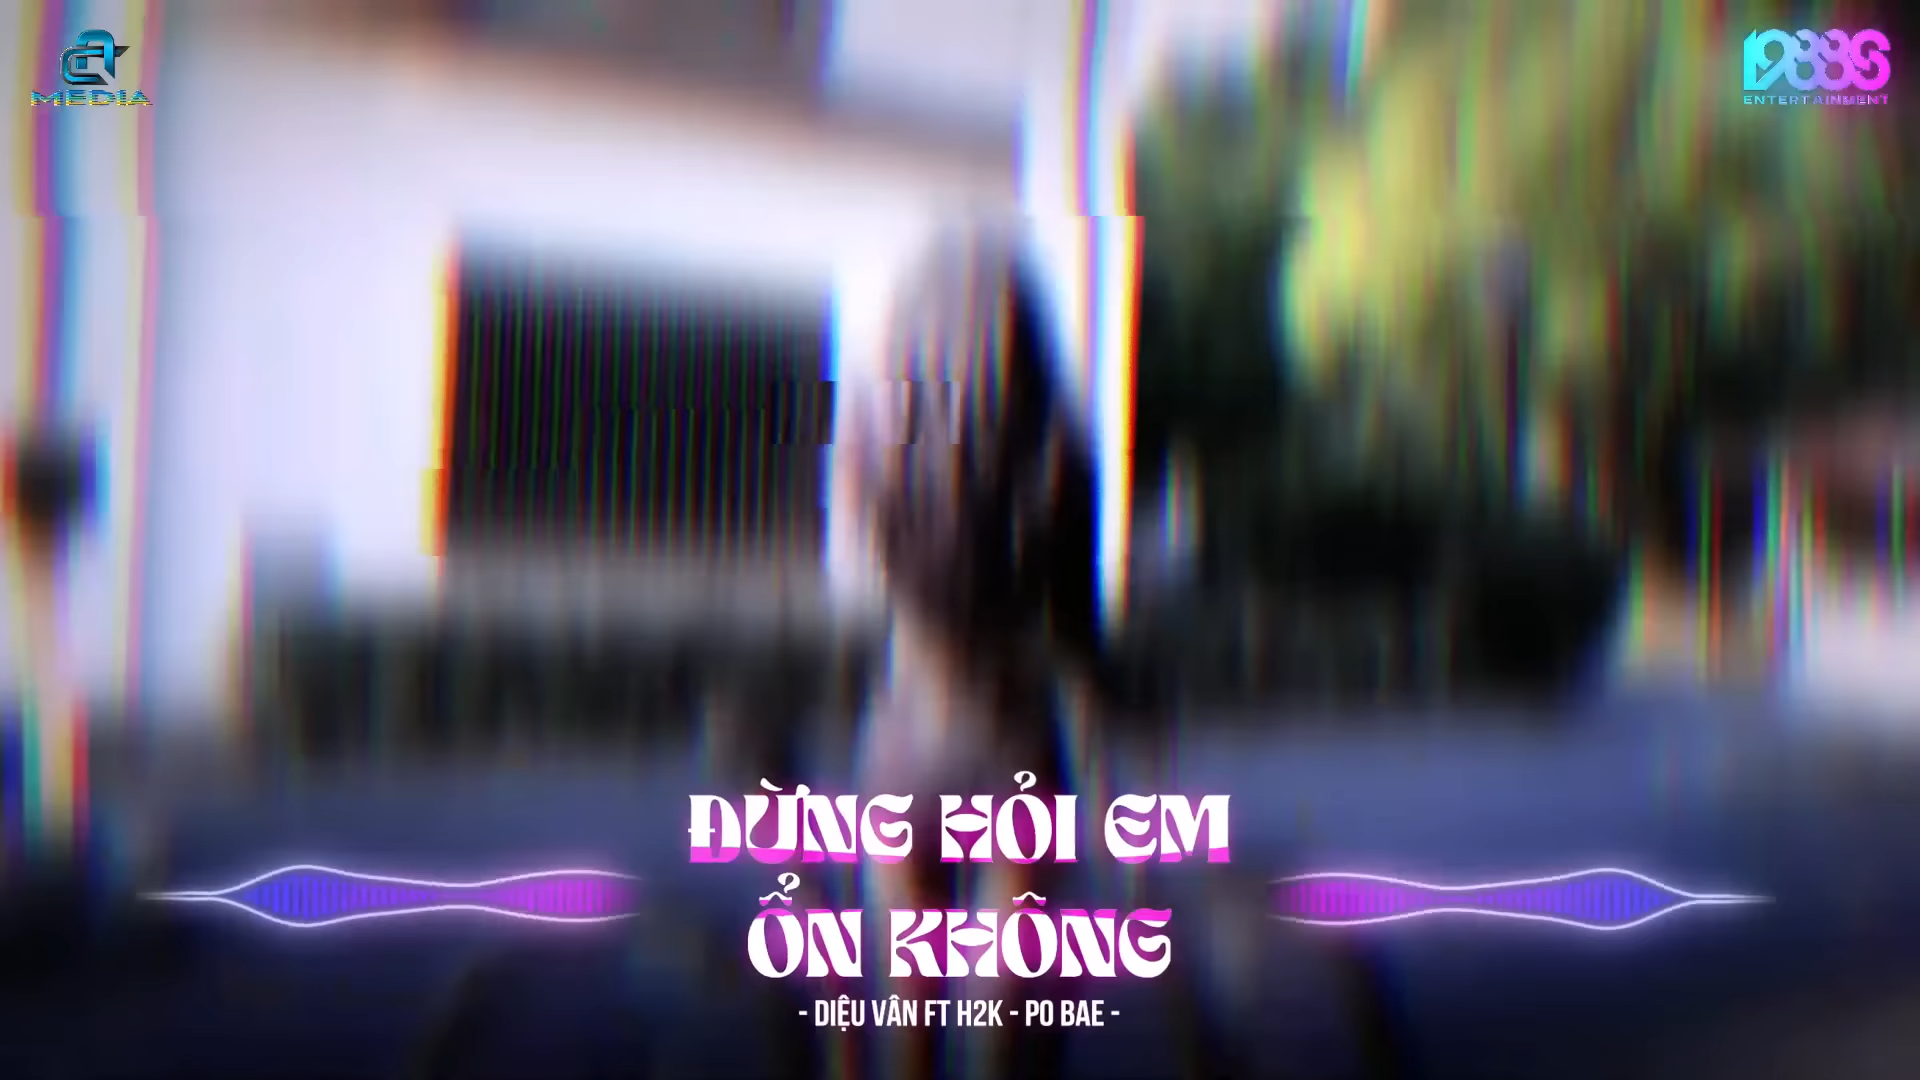 MEDIA
1988S
ENTERTAINMENT
ĐỪNG HỎI EM
ỔN KHÔNG
- DIỆU VÂN FT H2K - PO BAE -